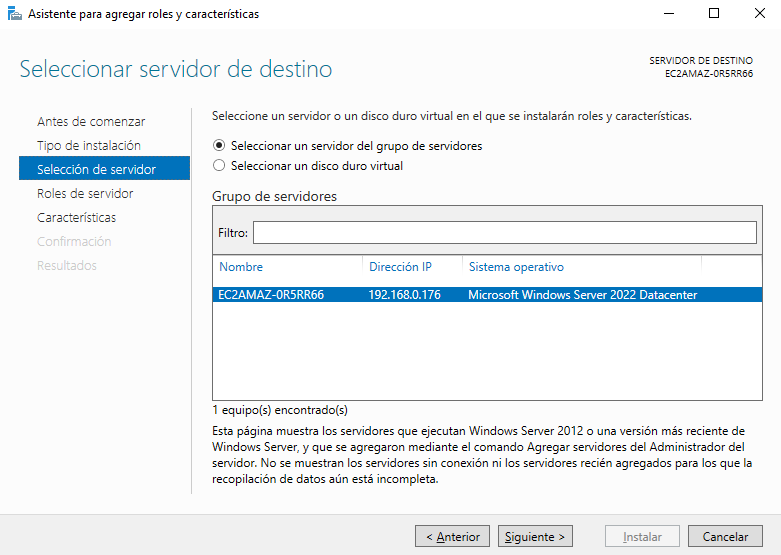 Asistente para agregar roles y características
Seleccionar servidor de destino
SERVIDOR DE DESTINO
EC2AMAZ-0R5RR66
Antes de comenzar
Tipo de instalación
Selección de servidor
Roles de servidor
Características
Confirmación
Resultados
Seleccione un servidor o un disco duro virtual en el que se instalarán roles y características.
Seleccionar un servidor del grupo de servidores
Seleccionar un disco duro virtual
Grupo de servidores
Filtro:
Nombre Dirección IP Sistema operativo
EC2AMAZ-0R5RR66 192.168.0.176 Microsoft Windows Server 2022 Datacenter
1 equipo(s) encontrado(s)
Esta página muestra los servidores que ejecutan Windows Server 2012 o una versión más reciente de
Windows Server, y que se agregaron mediante el comando Agregar servidores del Administrador del
servidor. No se muestran los servidores sin conexión ni los servidores recién agregados para los que la
recopilación de datos aún está incompleta.
< Anterior Siguiente > Instalar Cancelar